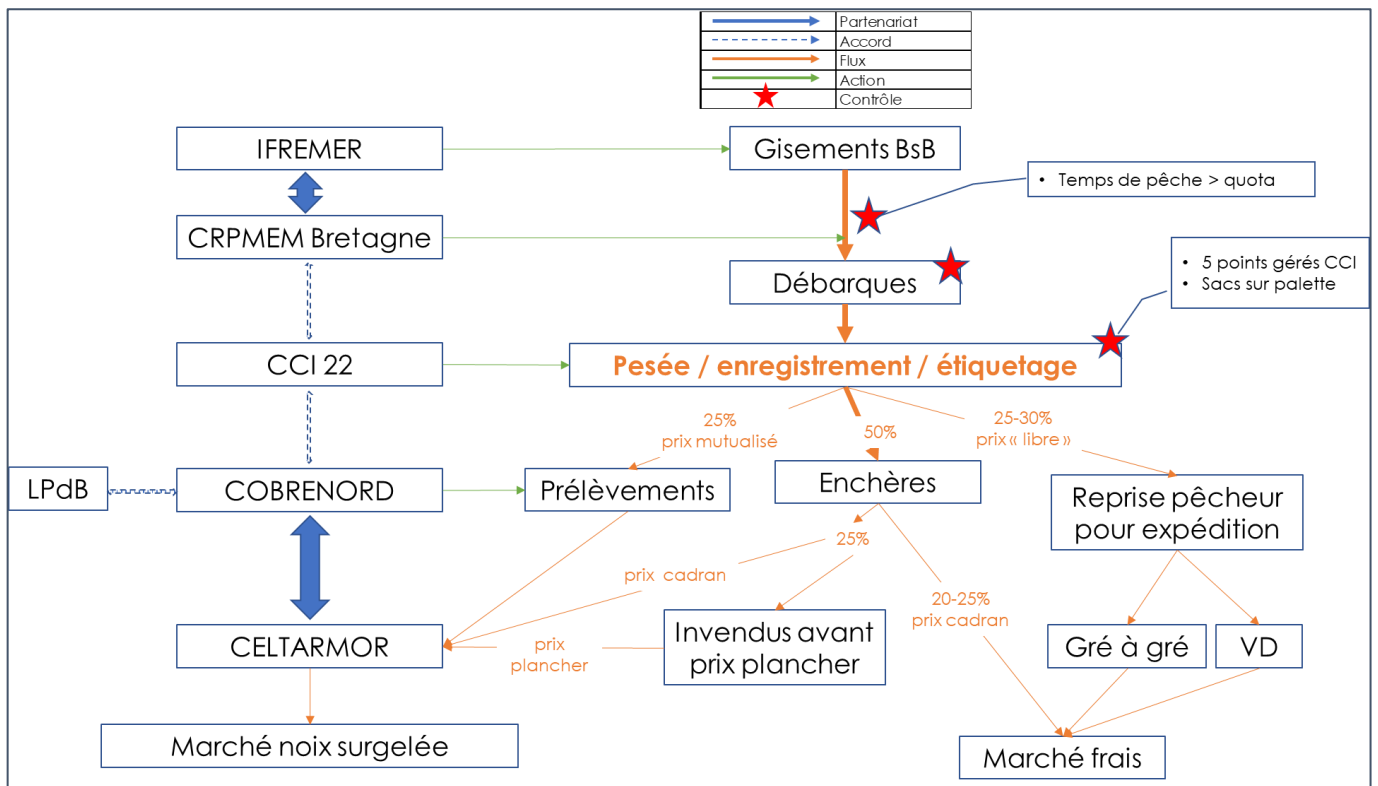 Partenariat
Accord
Flux
Action
Contrôle
IFREMER
Gisements BsB
• Temps de pêche > quota
CRPMEM Bretagne
• 5 points gérés CCI
• Sacs sur palette
Débarques
CCI 22
Pesée / enregistrement / étiquetage
25%
prix mutualisé
50%
25-30%
prix « libre »
LPdB
COBRENORD
Prélèvements
Enchères
Reprise pêcheur
pour expédition
25%
prix cadran
20-25%
prix cadran
CELTARMOR
prix
plancher
Invendus avant
prix plancher
Gré à gré
VD
Marché noix surgelée
Marché frais